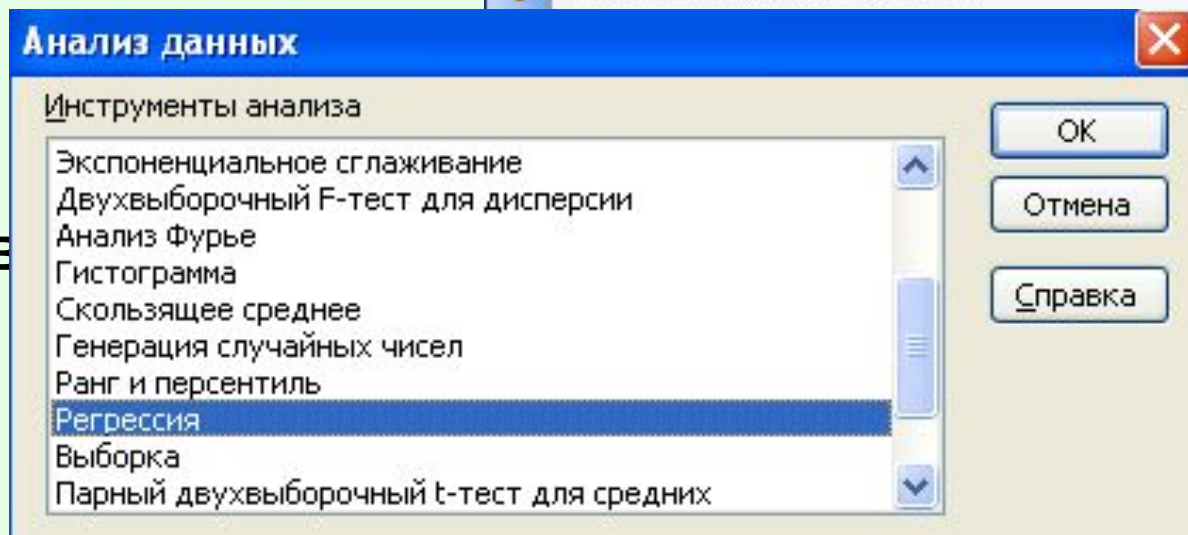 Анализ данных
Инструменты анализа
Экспоненциальное сглаживание
Двухвыборочный F-тест для дисперсии
Анализ Фурье
Гистограмма
Скользящее среднее
Генерация случайных чисел
Ранг и персентиль
Регрессия
Выборка
Парный двухвыборочный t-тест для средних
ОК
Отмена
Справка